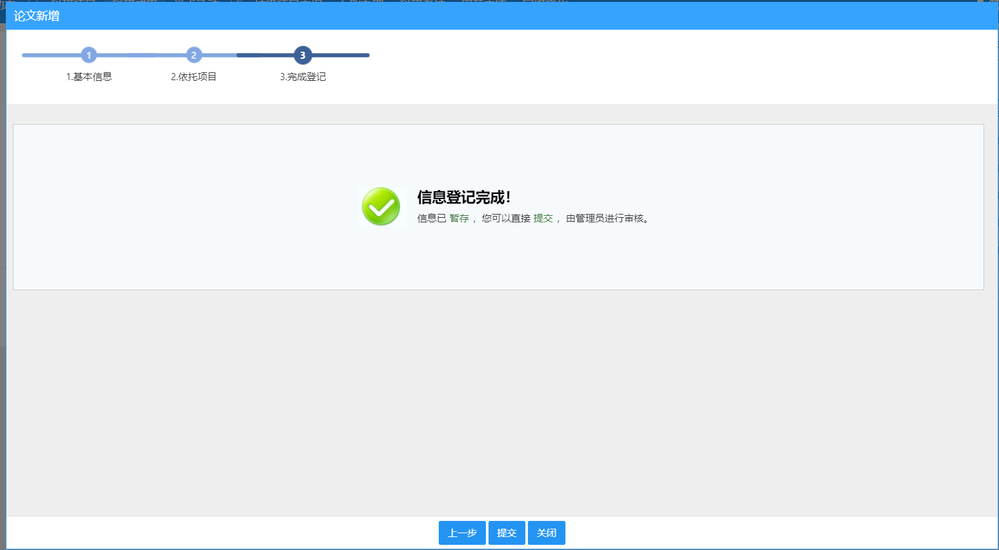 论文新增
1 2 3
1.基本信息 2.依托项目 3.完成登记
信息登记完成！
信息已 暂存 ，您可以直接 提交 ，由管理员进行审核。
上一步 提交 关闭